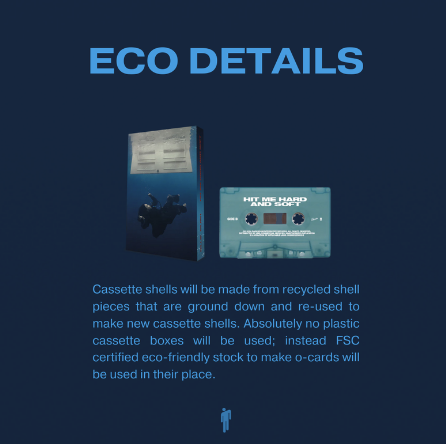 ECO DETAILS
HIT ME HARD
AND SOFT
Cassette shells will be made from recycled shell
pieces that are ground down and re-used to
make new cassette shells. Absolutely no plastic
cassette boxes will be used; instead FSC
certified eco-friendly stock to make o-cards will
be used in their place.